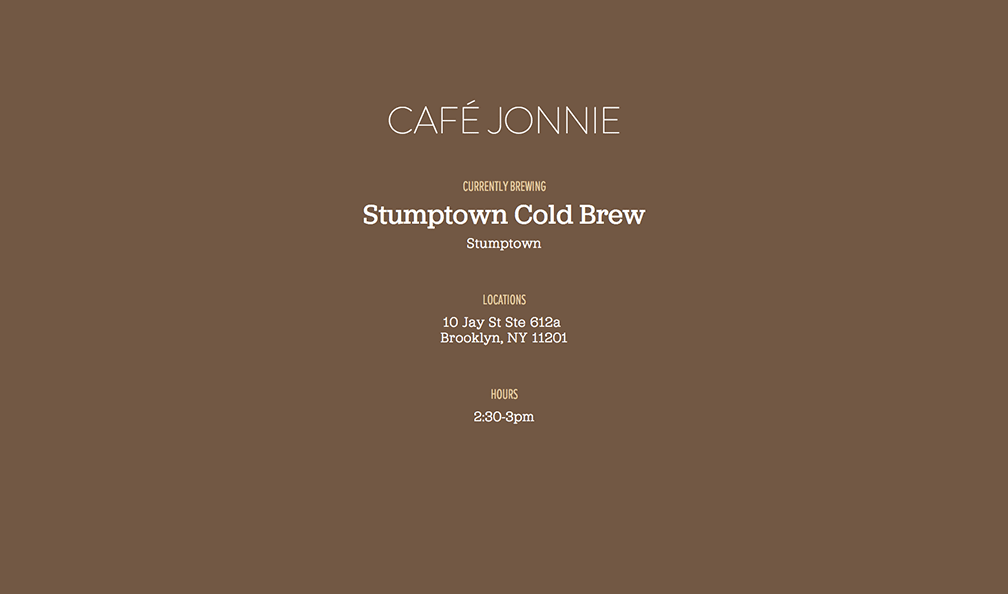 CAFÉ JONNIE
CURRENTLY BREWING
Stumptown Cold Brew
Stumptown
LOCATIONS
10 Jay St Ste 612a
Brooklyn, NY 11201
HOURS
2:30-3pm